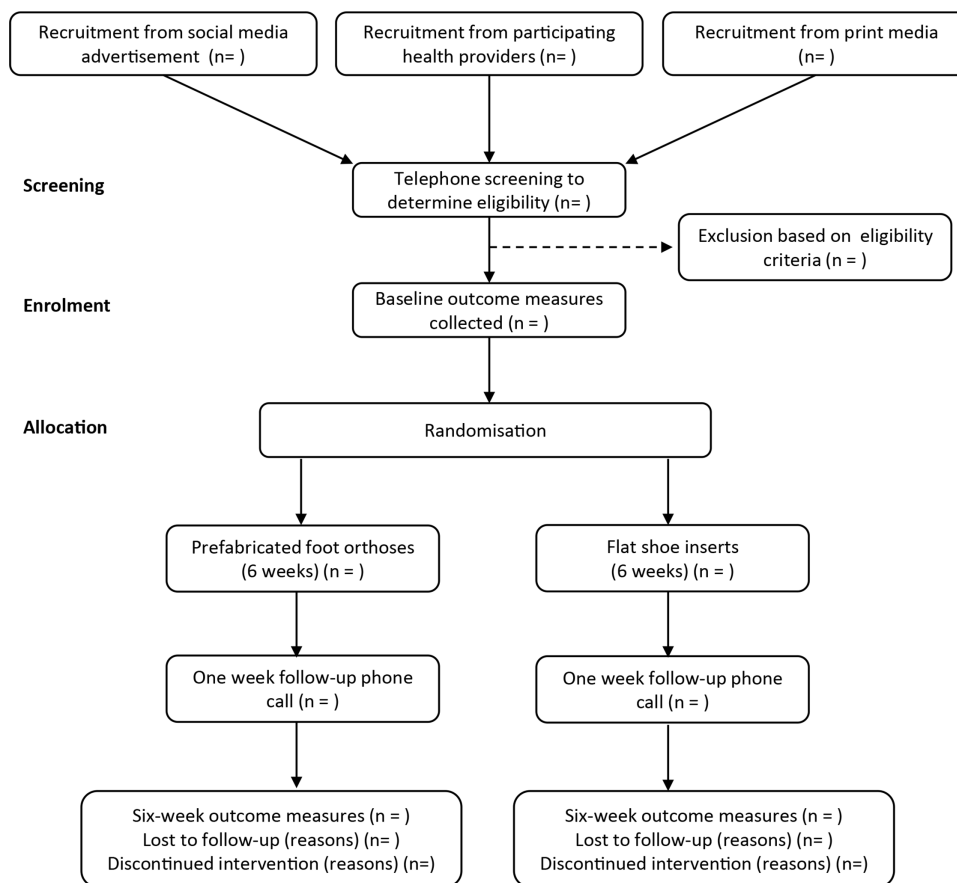 Recruitment from social media
advertisement (n= )
Recruitment from participating
health providers (n= )
Recruitment from print media
(n= )
Screening
Telephone screening to
determine eligibility (n= )
Exclusion based on eligibility
criteria (n = )
Enrolment
Baseline outcome measures
collected (n = )
Allocation
Randomisation
Prefabricated foot orthoses
(6 weeks) (n = )
Flat shoe inserts
(6 weeks) (n = )
One week follow-up phone
call (n = )
One week follow-up phone
call (n = )
Six-week outcome measures (n = )
Lost to follow-up (reasons) (n= )
Discontinued intervention (reasons) (n=)
Six-week outcome measures (n = )
Lost to follow-up (reasons) (n= )
Discontinued intervention (reasons) (n=)